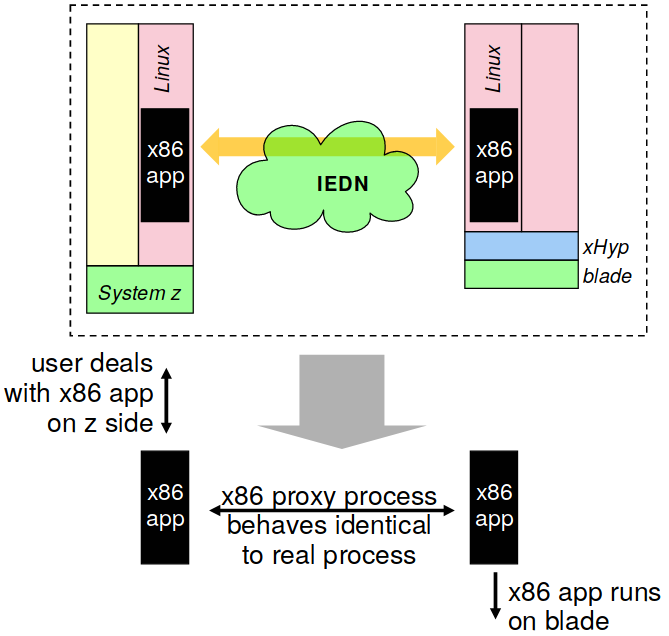 Linux
x86
app
System z
IEDN
Linux
x86
app
xHyp
blade
user deals
with x86 app
on z side
x86
app
x86 proxy process
behaves identical
to real process
x86
app
x86 app runs
on blade